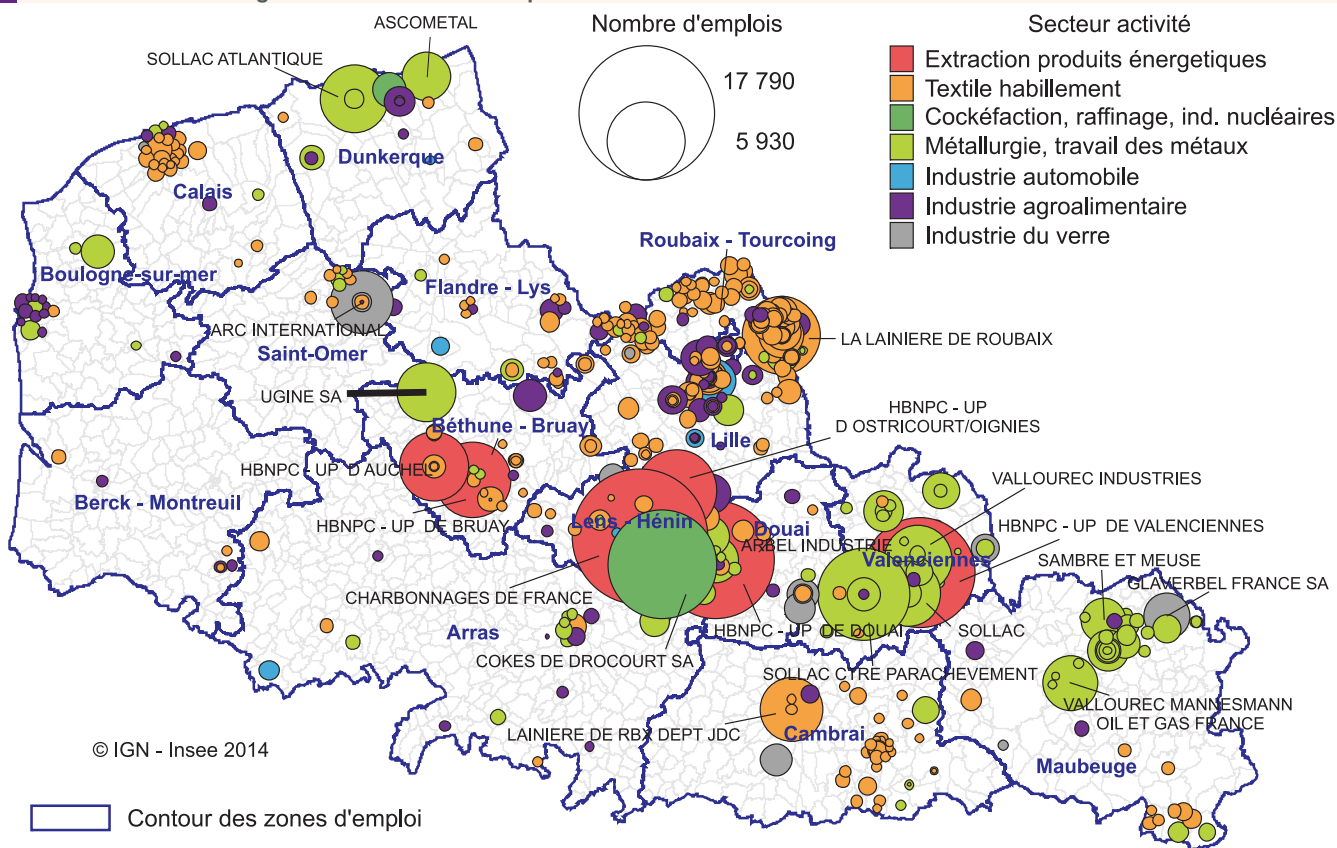 ASCOMETAL
SOLLAC ATLANTIQUE
Dunkerque
Calais
Boulogne-sur-mer
Nombre d'emplois
17 790
5 930
Secteur activité
Extraction produits énergetiques
Textile habillement
Cockéfaction, raffinage, ind. nucléaires
Métallurgie, travail des métaux
Industrie automobile
Industrie agroalimentaire
Industrie du verre
Roubaix - Tourcoing
Flandre - Lys
ARC INTERNATIONAL
Saint-Omer
LA LAINIERE DE ROUBAIX
UGINE SA
Béthune - Bruay
HBNPC - UP
D OSTRICOURT/OIGNIES
Lille
HBNPC - UP D AUCHEL
VALLOUREC INDUSTRIES
Berck - Montreuil
HBNPC - UP DE BRUAY
Lens - Hénin
Douai
HBNPC - UP DE VALENCIENNES
ARBEL INDUSTRIE
Valenciennes
SAMBRE ET MEUSE
GLAVERBEL FRANCE SA
CHARBONNAGES DE FRANCE
Arras
HBNPC - UP DE DOUAI
SOLLAC
COKES DE DROCOURT SA
SOLLAC CTRE PARACHEVEMENT
VALLOUREC MANNESMANN
OIL ET GAS FRANCE
LAINIERE DE RBX DEPT JDC
Cambrai
Maubeuge
© IGN - Insee 2014
Contour des zones d'emploi